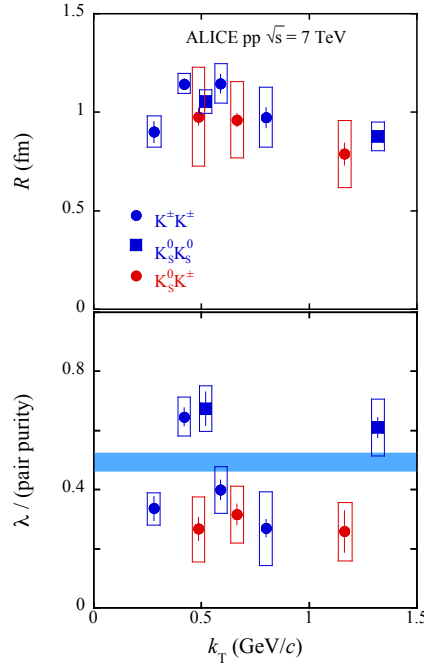 ALICE pp √s = 7 TeV
1.5
1
0.5
0
R (fm)
K±K±
K⁰ₛK⁰ₛ
K⁰ₛK±
0.8
0.4
0
λ / (pair purity)
0 0.5 1 1.5
k_T (GeV/c)